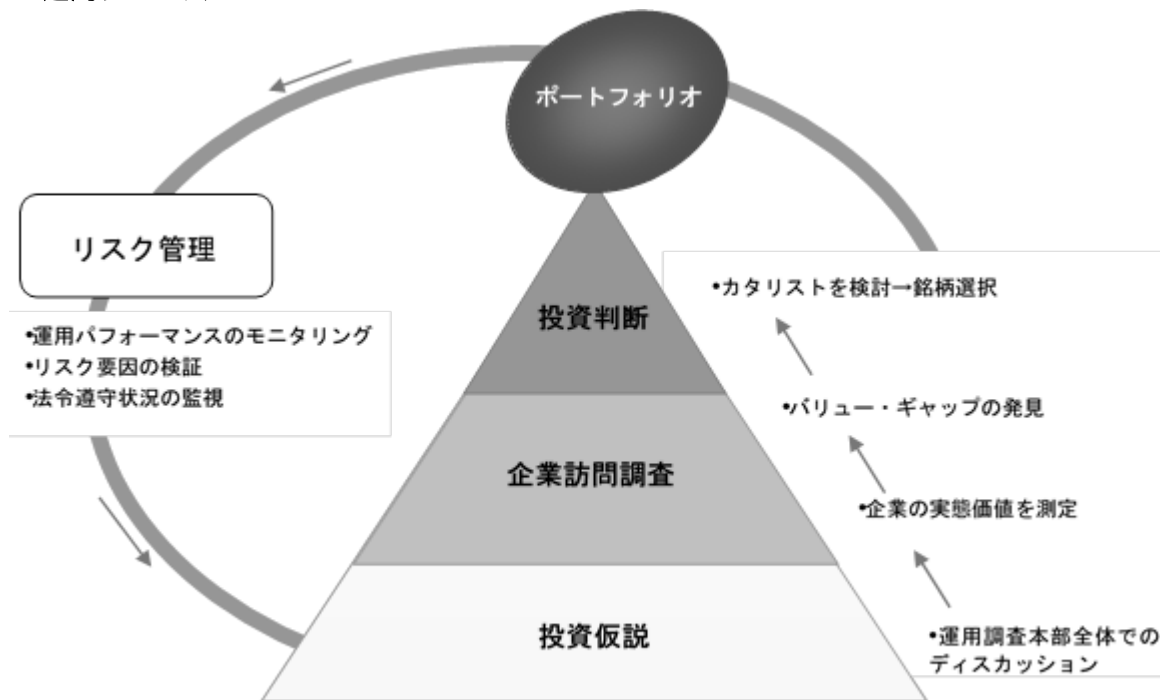 ポートフォリオ
リスク管理
•運用パフォーマンスのモニタリング
•リスク要因の検証
•法令遵守状況の監視
投資判断
企業訪問調査
投資仮説
•カタリストを検討→銘柄選択
•バリュー・ギャップの発見
•企業の実態価値を測定
•運用調査本部全体での
ディスカッション